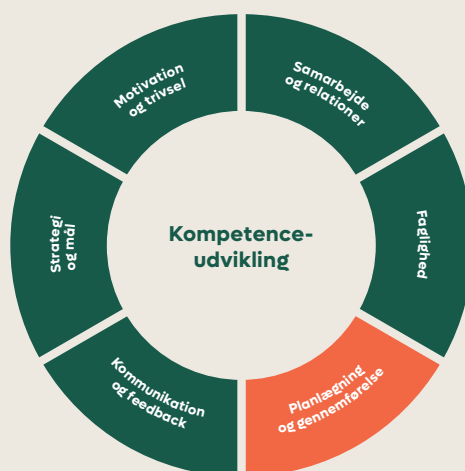 Motivation
og trivsel
Samarbejde
og relationer
Strategi
og mål
Kompetence-
udvikling
Faglighed
Kommunikation
og feedback
Planlægning
og gennemførelse